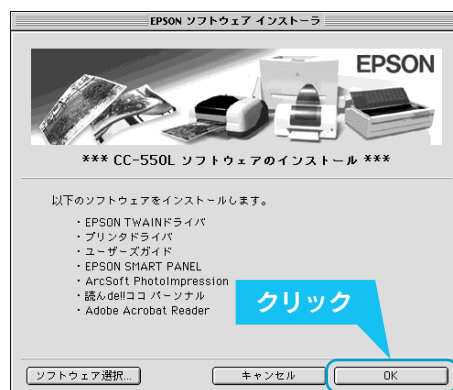 EPSON ソフトウェア インストーラ
EPSON
*** CC-550L ソフトウェアのインストール ***
以下のソフトウェアをインストールします。
・EPSON TWAINドライバ
・プリンタドライバ
・ユーザーズガイド
・EPSON SMART PANEL
・ArcSoft PhotoImpression
・読んde!!ココ パーソナル
・Adobe Acrobat Reader
クリック
ソフトウェア選択...
キャンセル
OK